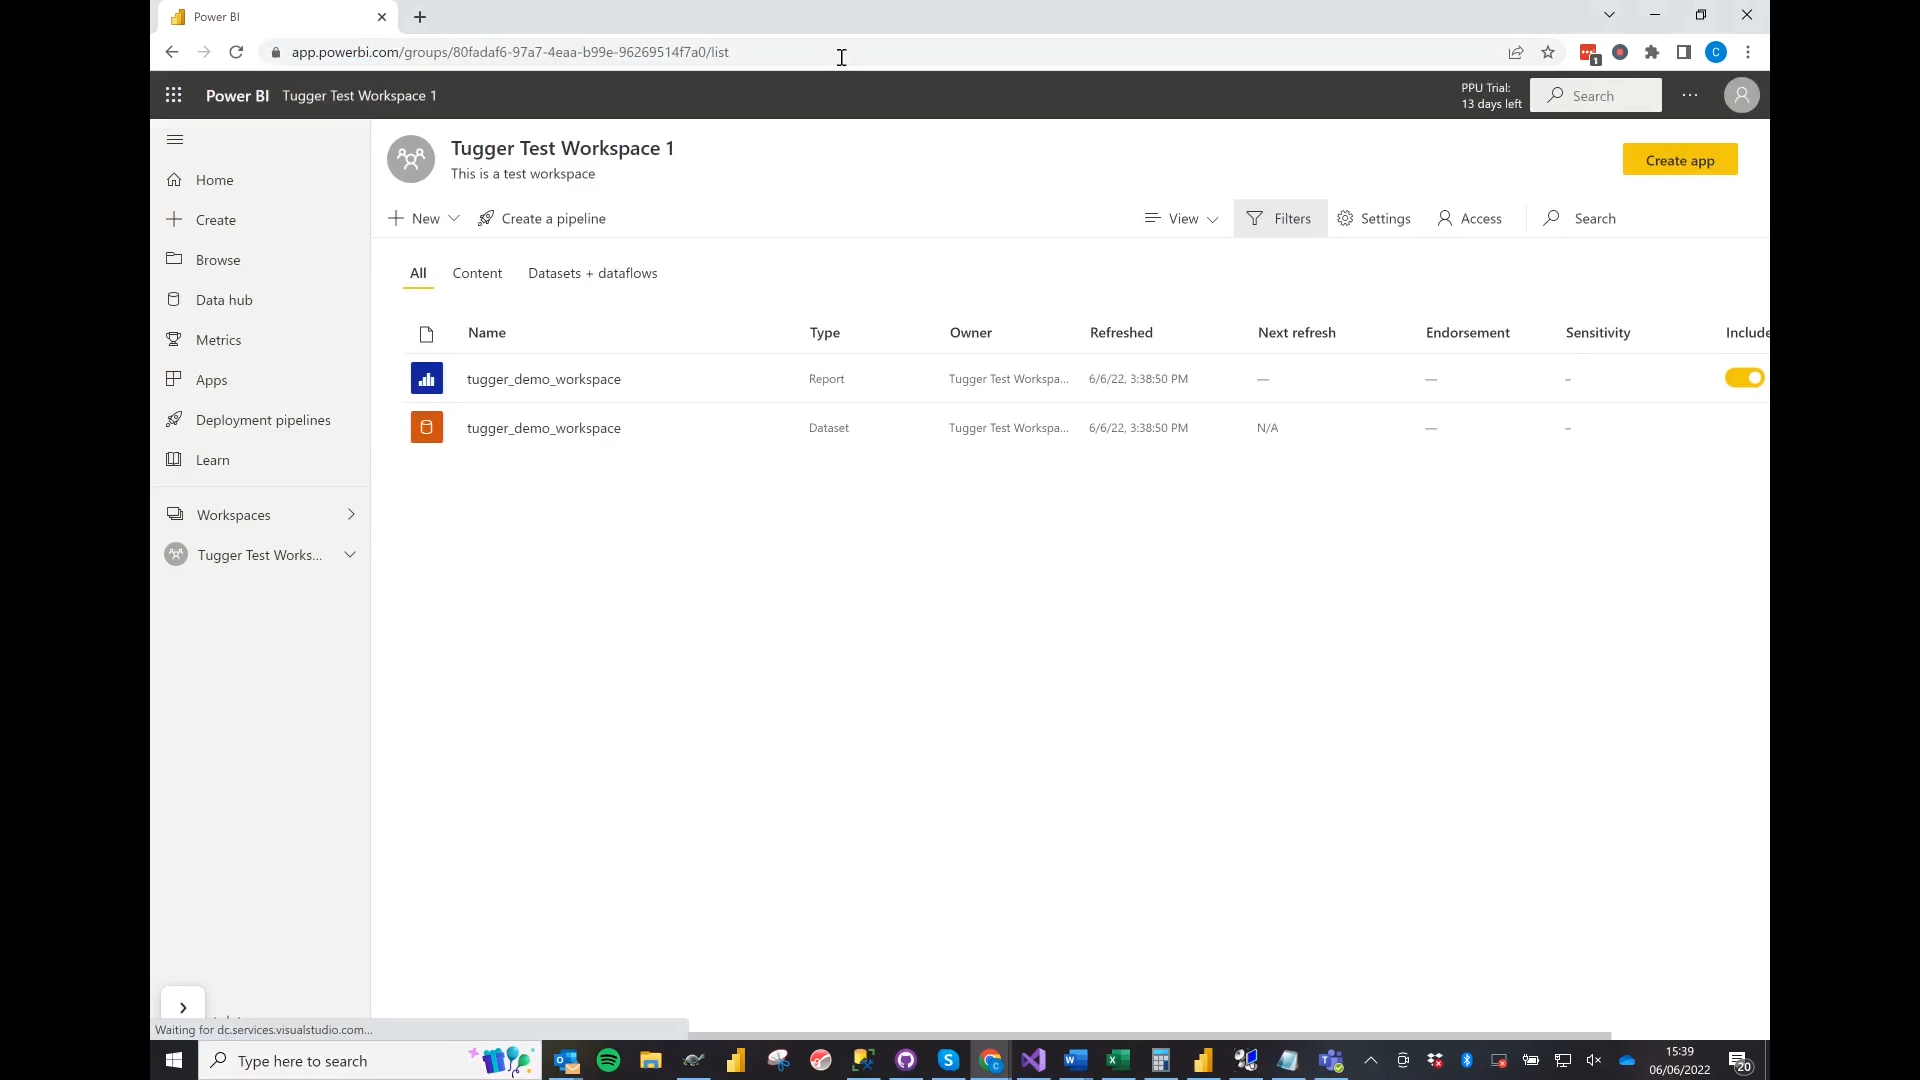 Power BI
app.powerbi.com/groups/80fadaf6-97a7-4eaa-b99e-96269514f7a0/list
1
C
Power BI
Tugger Test Workspace 1
PPU Trial:
13 days left
Search
Home
Create
Browse
Data hub
Metrics
Apps
Deployment pipelines
Learn
Workspaces
Tugger Test Works...
Tugger Test Workspace 1
This is a test workspace
Create app
New
Create a pipeline
View
Filters
Settings
Access
Search
All
Content
Datasets + dataflows
Name
Type
Owner
Refreshed
Next refresh
Endorsement
Sensitivity
Include
tugger_demo_workspace
Report
Tugger Test Workspa...
6/6/22, 3:38:50 PM
—
—
–
tugger_demo_workspace
Dataset
Tugger Test Workspa...
6/6/22, 3:38:50 PM
N/A
—
–
Waiting for dc.services.visualstudio.com...
Type here to search
15:39
06/06/2022
20